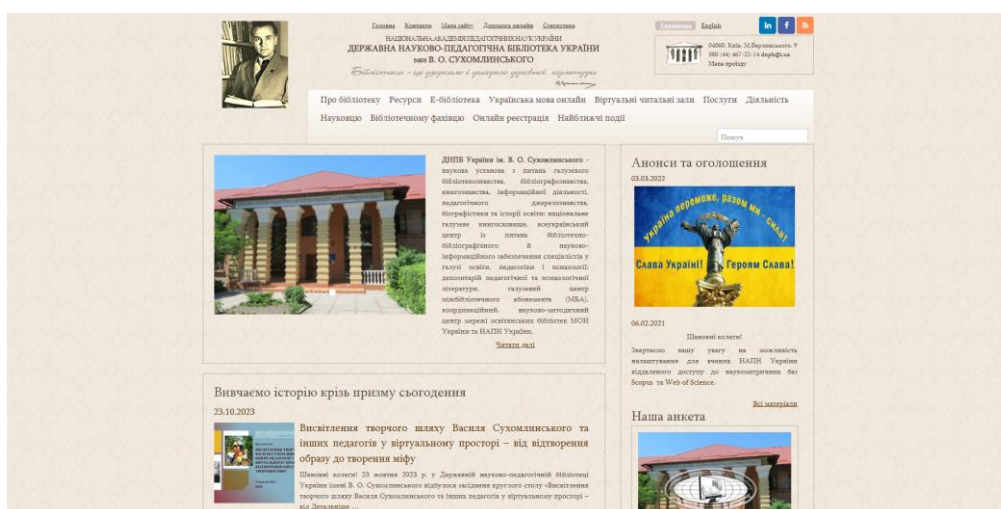 Головна Контакти Мапа сайту Допомога онлайн Статистика
Українська English
НАЦІОНАЛЬНА АКАДЕМІЯ ПЕДАГОГІЧНИХ НАУК УКРАЇНИ
ДЕРЖАВНА НАУКОВО-ПЕДАГОГІЧНА БІБЛІОТЕКА УКРАЇНИ
імені В. О. СУХОМЛИНСЬКОГО
04060, Київ, М.Берлинського, 9
380 (44) 467-22-14 dnpb@i.ua
Мапа проїзду
Про бібліотеку Ресурси Е-бібліотека Українська мова онлайн Віртуальні читальні зали Послуги Діяльність
Науковцю Бібліотечному фахівцю Онлайн реєстрація Найближчі події
Пошук
ДНПБ України ім. В. О. Сухомлинського -
наукова установа з питань галузевого
бібліотекознавства, бібліографознавства,
книгознавства, інформаційної діяльності,
педагогічного джерелознавства,
біографістики та історії освіти; національне
галузеве книгосховище, всеукраїнський
центр із питань бібліотечно-
бібліографічного й науково-
інформаційного забезпечення спеціалістів у
галузі освіти, педагогіки і психології;
депозитарій педагогічної та психологічної
літератури, галузевий центр
міжбібліотечного абонемента (МБА),
координаційний, науково-методичний
центр мережі освітянських бібліотек МОН
України та НАПН України.
Читати далі
Анонси та оголошення
03.03.2022
Україна переможе, разом ми - сила!
Слава Україні! Героям Слава!
06.02.2021
Шановні колеги!
Звертаємо вашу увагу на можливість
налаштування для вчених НАПН України
віддаленого доступу до наукометричних баз
Scopus та Web of Science.
Всі матеріали
Наша анкета
Вивчаємо історію крізь призму сьогодення
23.10.2023
Висвітлення творчого шляху Василя Сухомлинського та
інших педагогів у віртуальному просторі – від відтворення
образу до творення міфу
Шановні колеги! 23 жовтня 2023 р. у Державній науково-педагогічній бібліотеці
України імені В. О. Сухомлинського відбулося засідання круглого столу «Висвітлення
творчого шляху Василя Сухомлинського та інших педагогів у віртуальному просторі –
від Детальніше ...